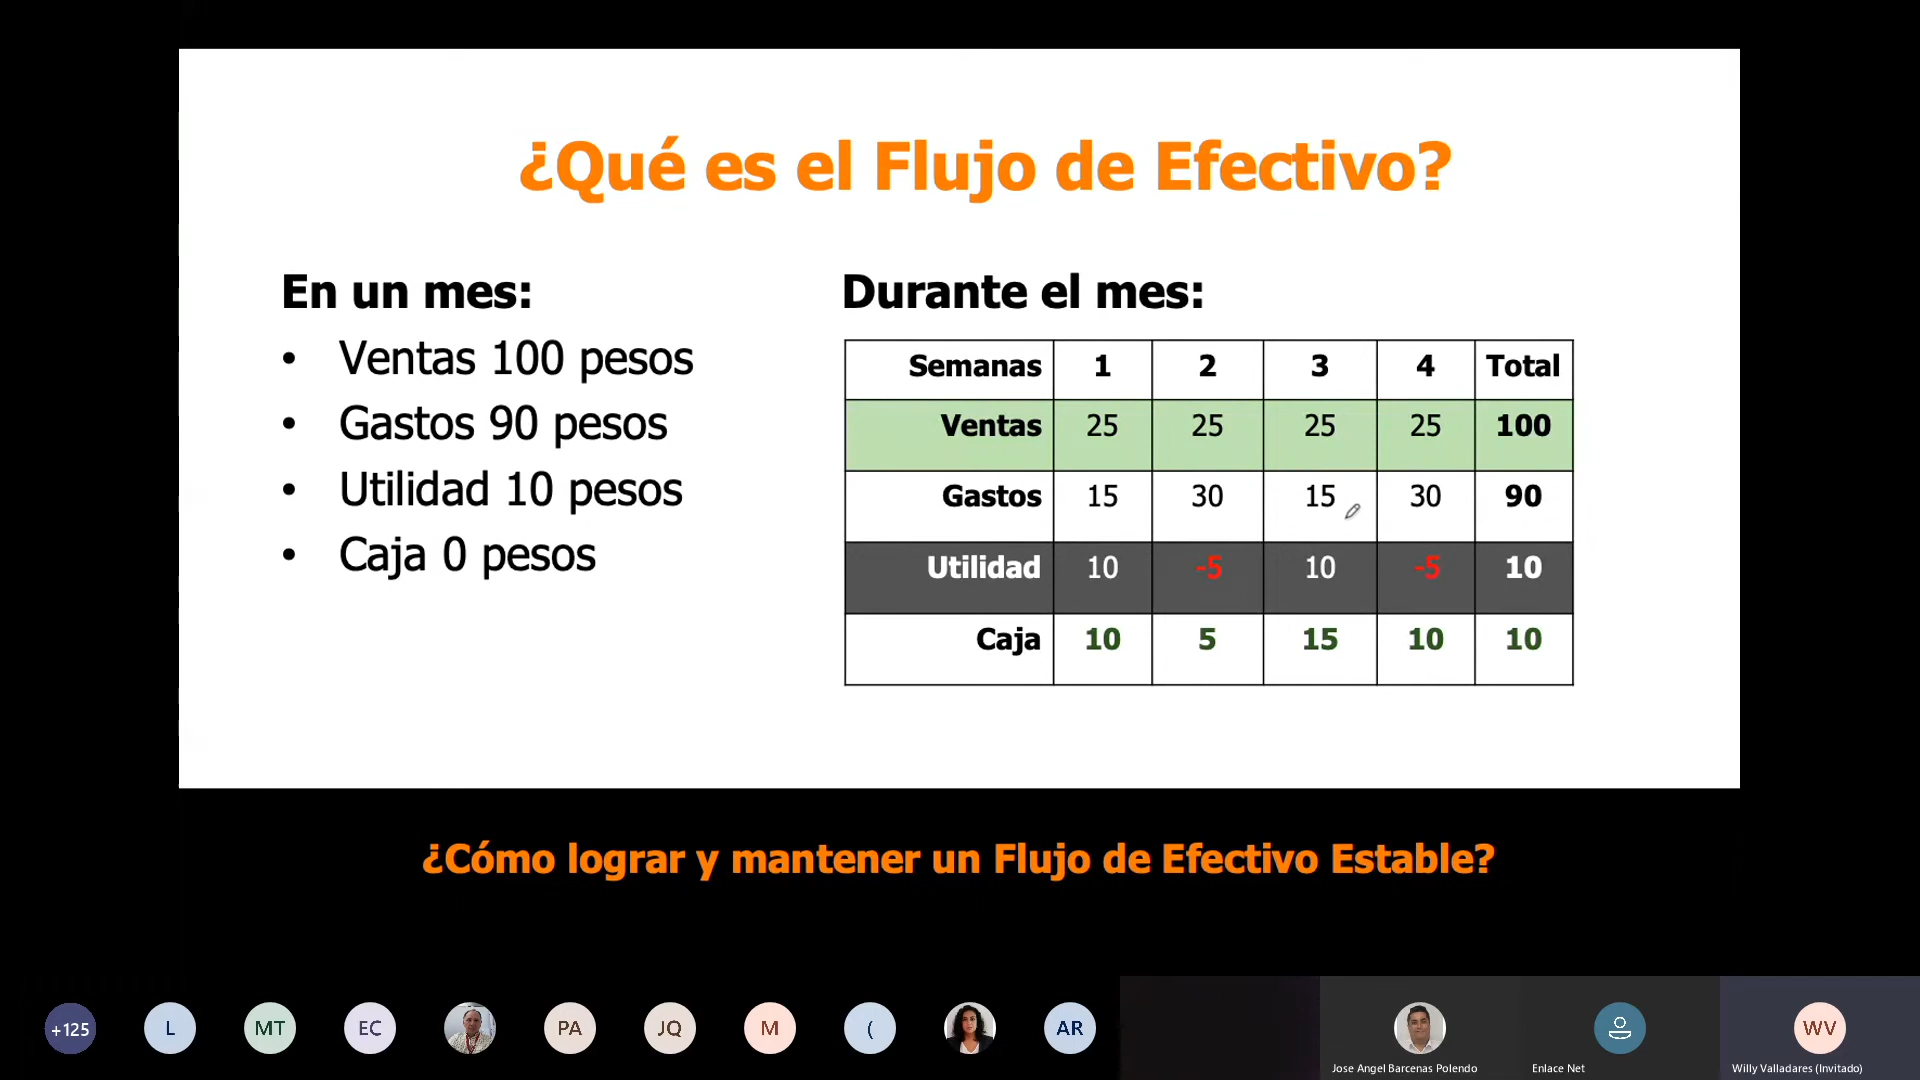 ¿Qué es el Flujo de Efectivo?
En un mes:
• Ventas 100 pesos
• Gastos 90 pesos
• Utilidad 10 pesos
• Caja 0 pesos
Durante el mes:
Semanas 1 2 3 4 Total
Ventas 25 25 25 25 100
Gastos 15 30 15 30 90
Utilidad 10 -5 10 -5 10
Caja 10 5 15 10 10
¿Cómo lograr y mantener un Flujo de Efectivo Estable?
+125 L MT EC PA JQ M ( AR WV
Jose Angel Barcenas Polendo Enlace Net Willy Valladares (Invitado)